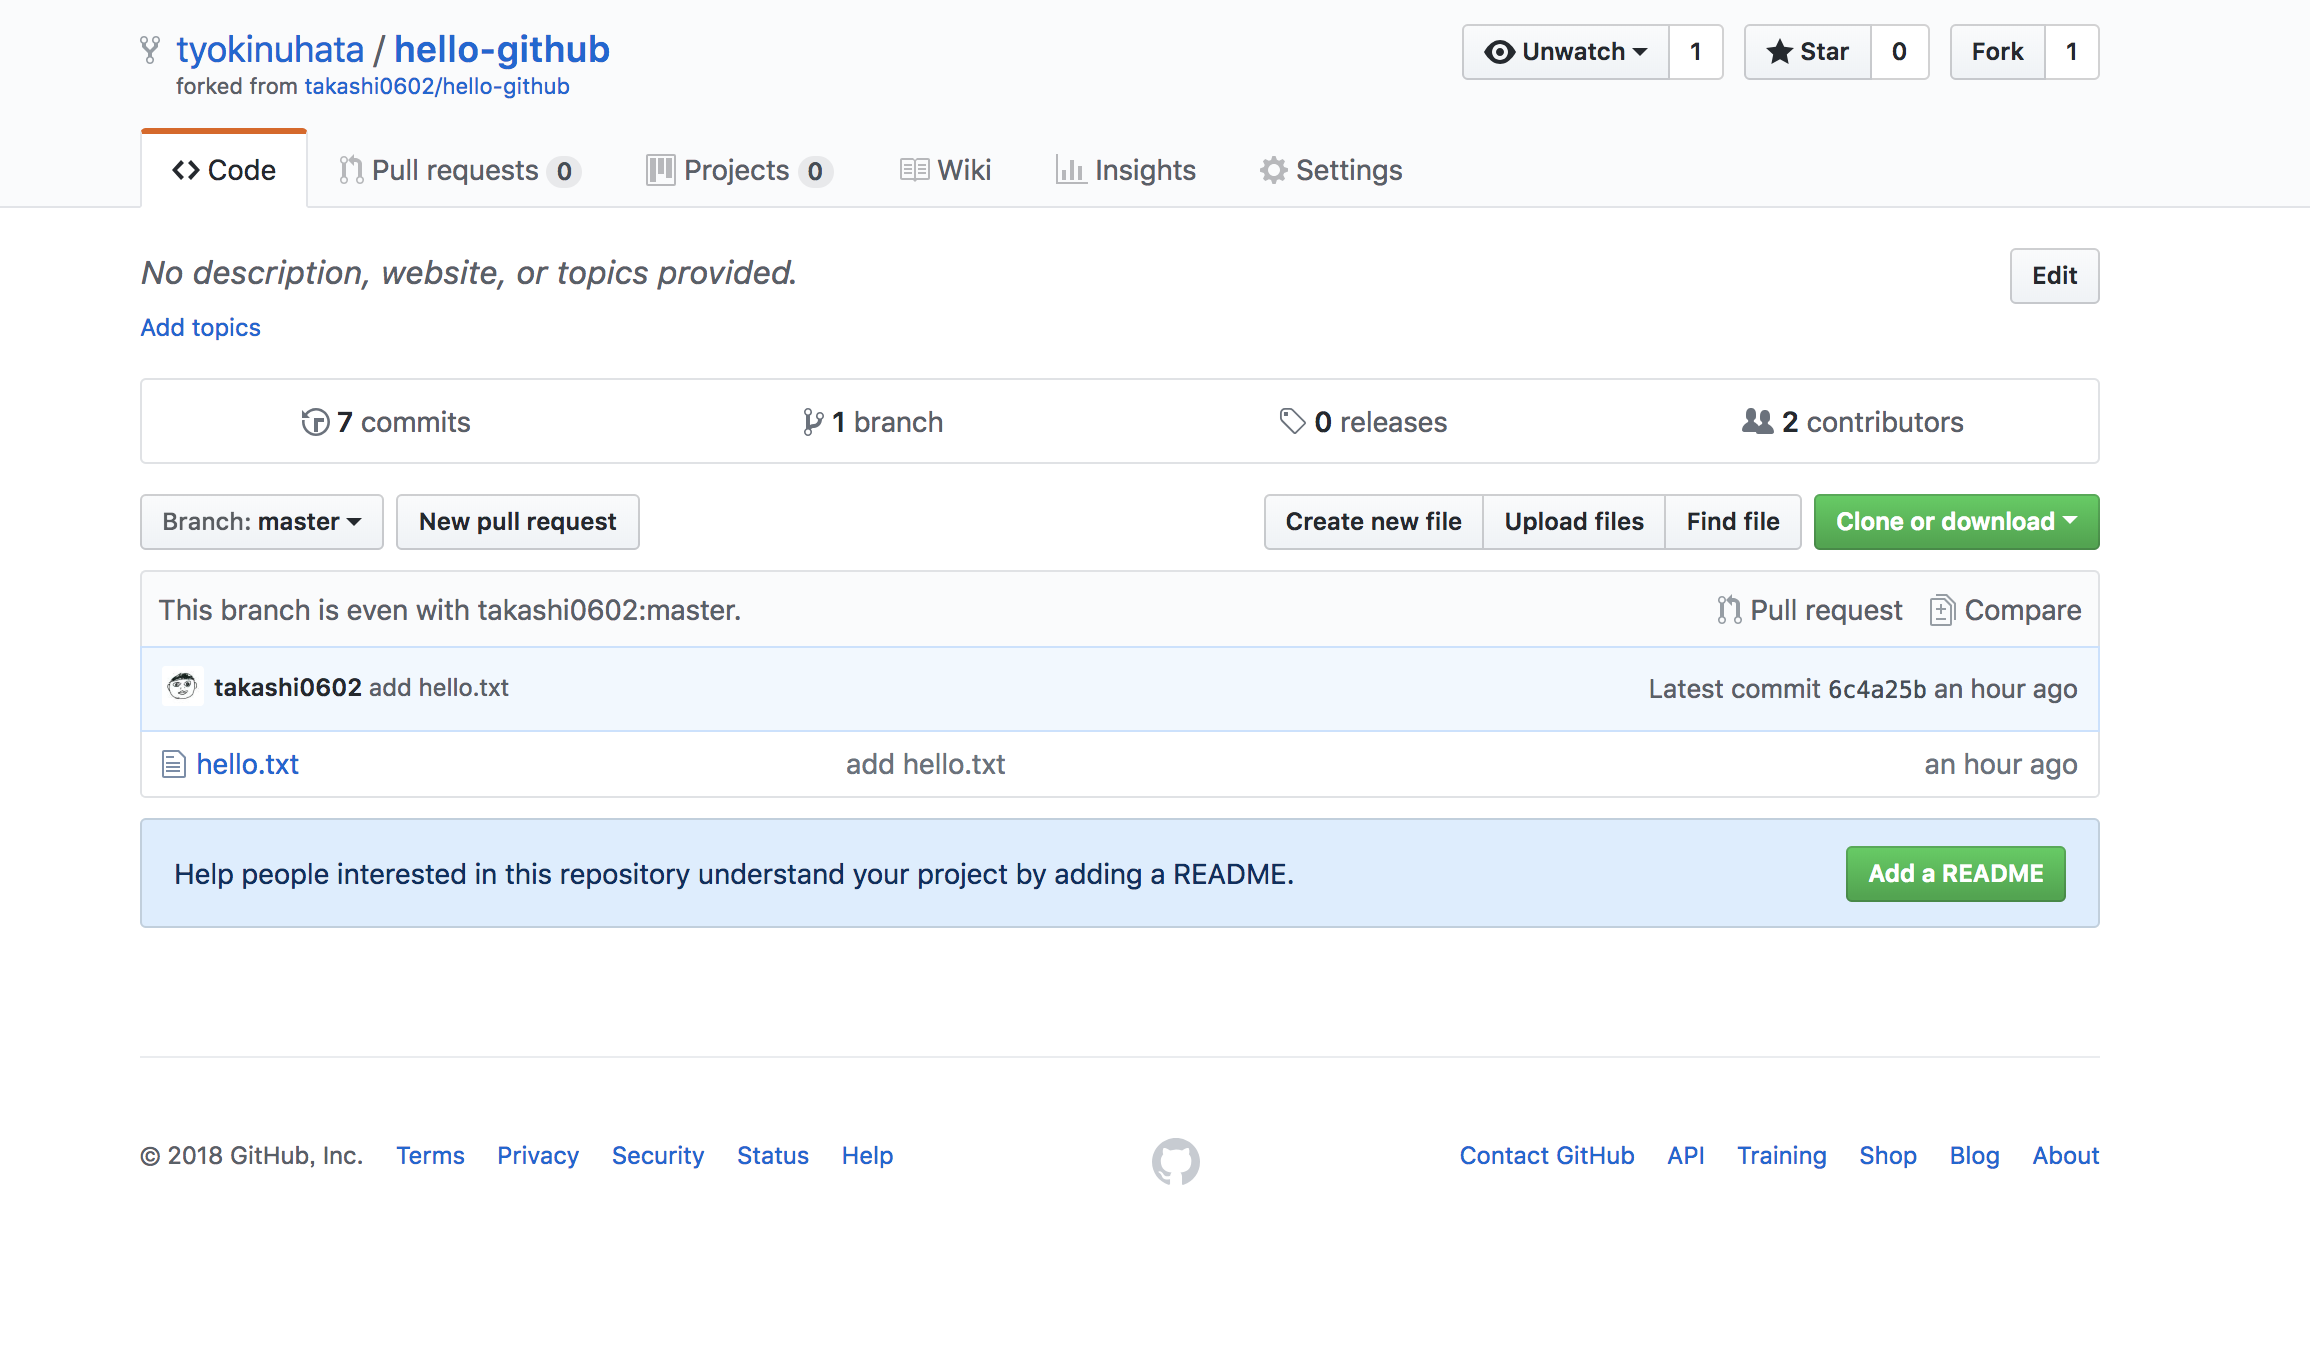 tyokinuhata / hello-github
forked from takashi0602/hello-github
Unwatch 1 Star 0 Fork 1
Code Pull requests 0 Projects 0 Wiki Insights Settings
No description, website, or topics provided.
Edit
Add topics
7 commits 1 branch 0 releases 2 contributors
Branch: master New pull request Create new file Upload files Find file Clone or download
This branch is even with takashi0602:master. Pull request Compare
takashi0602 add hello.txt Latest commit 6c4a25b an hour ago
hello.txt add hello.txt an hour ago
Help people interested in this repository understand your project by adding a README. Add a README
© 2018 GitHub, Inc. Terms Privacy Security Status Help Contact GitHub API Training Shop Blog About